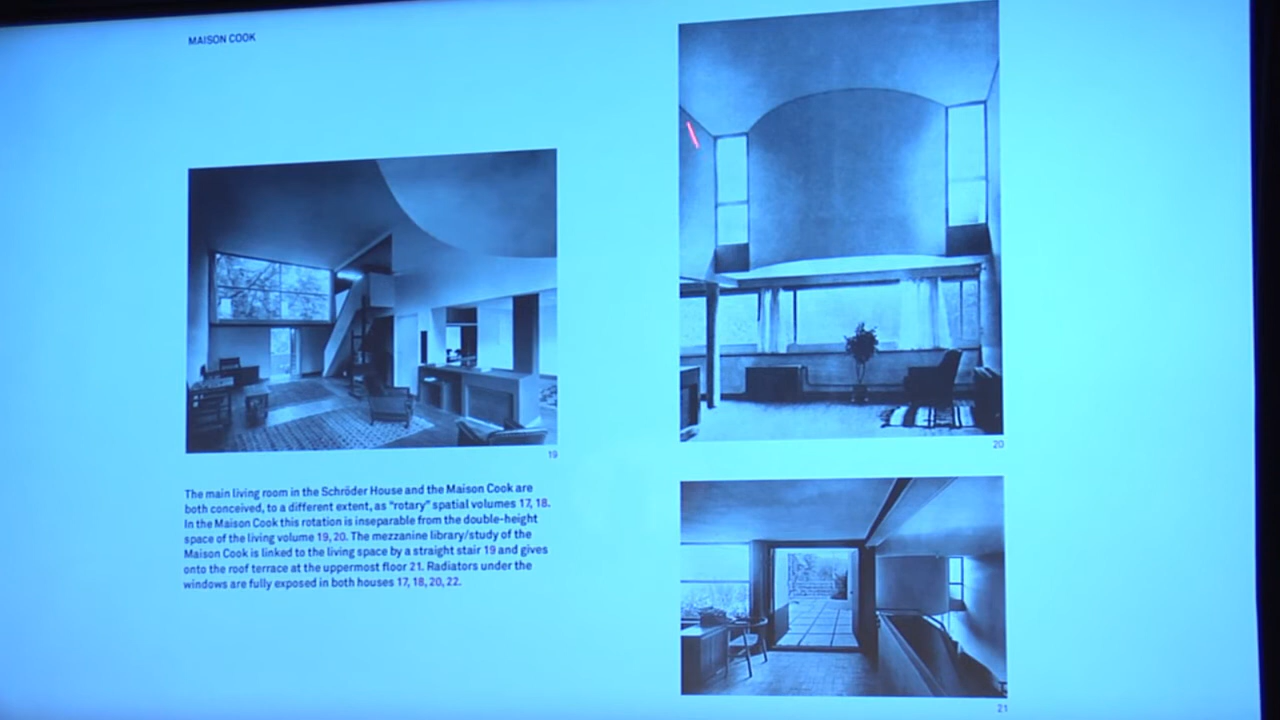 MAISON COOK
19
The main living room in the Schröder House and the Maison Cook are
both conceived, to a different extent, as "rotary" spatial volumes 17, 18.
In the Maison Cook this rotation is inseparable from the double-height
space of the living volume 19, 20. The mezzanine library/study of the
Maison Cook is linked to the living space by a straight stair 19 and gives
onto the roof terrace at the uppermost floor 21. Radiators under the
windows are fully exposed in both houses 17, 18, 20, 22.
20
21